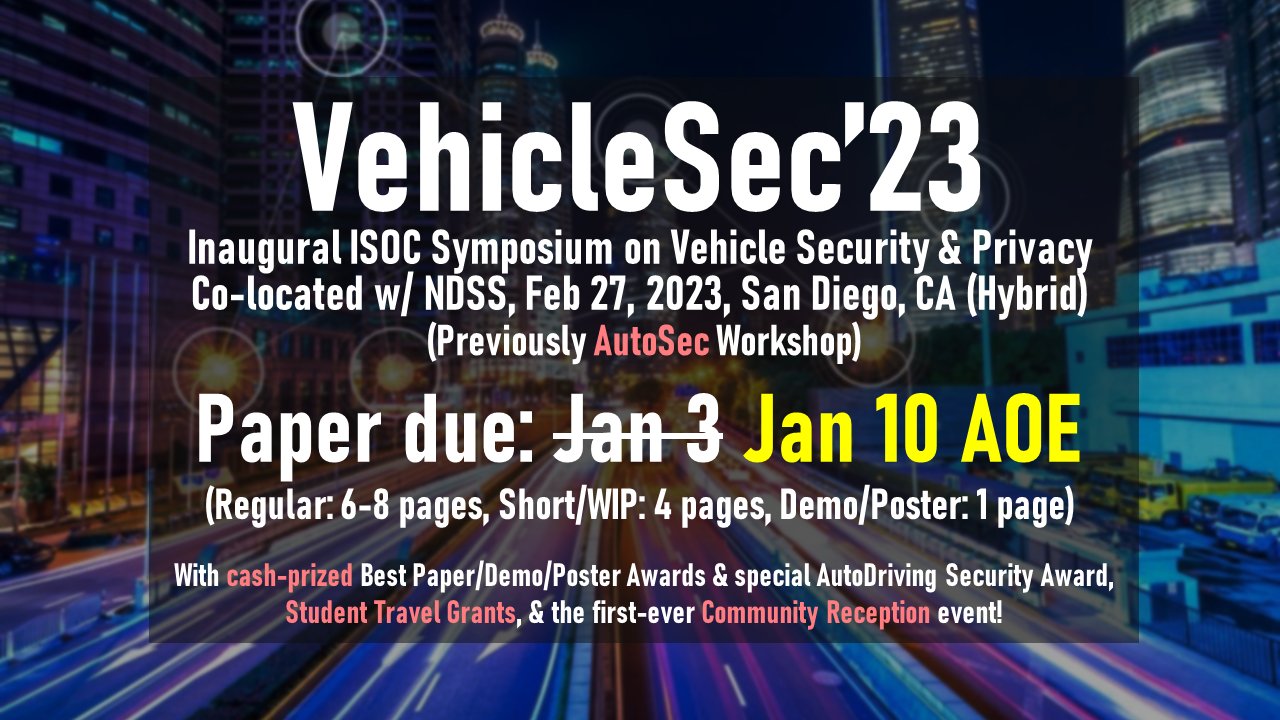 VehicleSec’23
Inaugural ISOC Symposium on Vehicle Security & Privacy
Co-located w/ NDSS, Feb 27, 2023, San Diego, CA (Hybrid)
(Previously AutoSec Workshop)
Paper due: Jan 3 Jan 10 AOE
(Regular: 6-8 pages, Short/WIP: 4 pages, Demo/Poster: 1 page)
With cash-prized Best Paper/Demo/Poster Awards & special AutoDriving Security Award,
Student Travel Grants, & the first-ever Community Reception event!